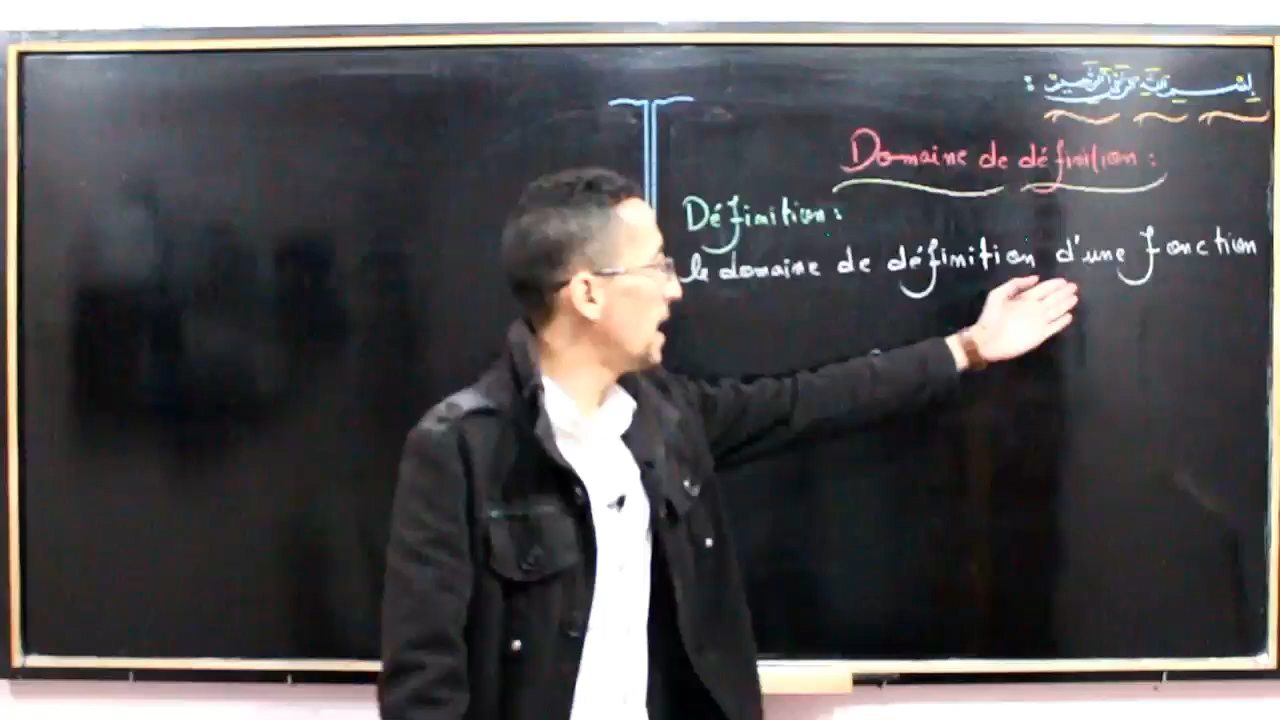 بسم الله الرحمن الرحيم :
Domaine de définition :
Définition :
le domaine de définition d'une fonction